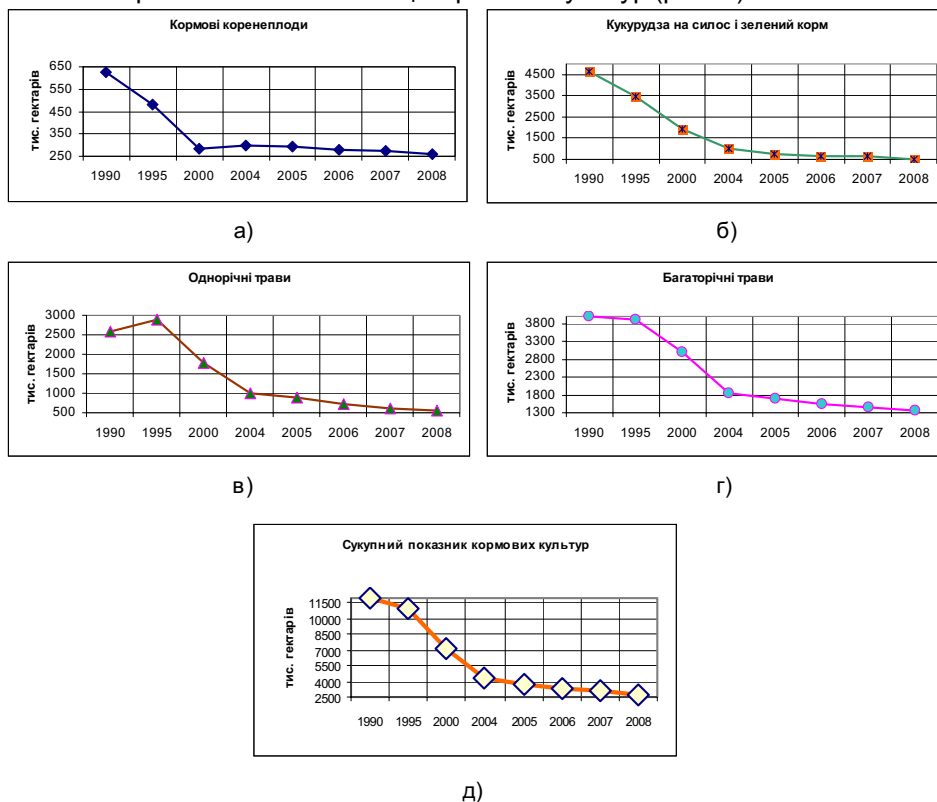 Кормові коренеплоди
тис. гектарів
650
550
450
350
250
1990 1995 2000 2004 2005 2006 2007 2008
а)
Кукурудза на силос і зелений корм
тис. гектарів
4500
3500
2500
1500
500
1990 1995 2000 2004 2005 2006 2007 2008
б)
Однорічні трави
тис. гектарів
3000
2500
2000
1500
1000
500
1990 1995 2000 2004 2005 2006 2007 2008
в)
Багаторічні трави
тис. гектарів
3800
3300
2800
2300
1800
1300
1990 1995 2000 2004 2005 2006 2007 2008
г)
Сукупний показник кормових культур
тис. гектарів
11500
10000
8500
7000
5500
4000
2500
1990 1995 2000 2004 2005 2006 2007 2008
д)